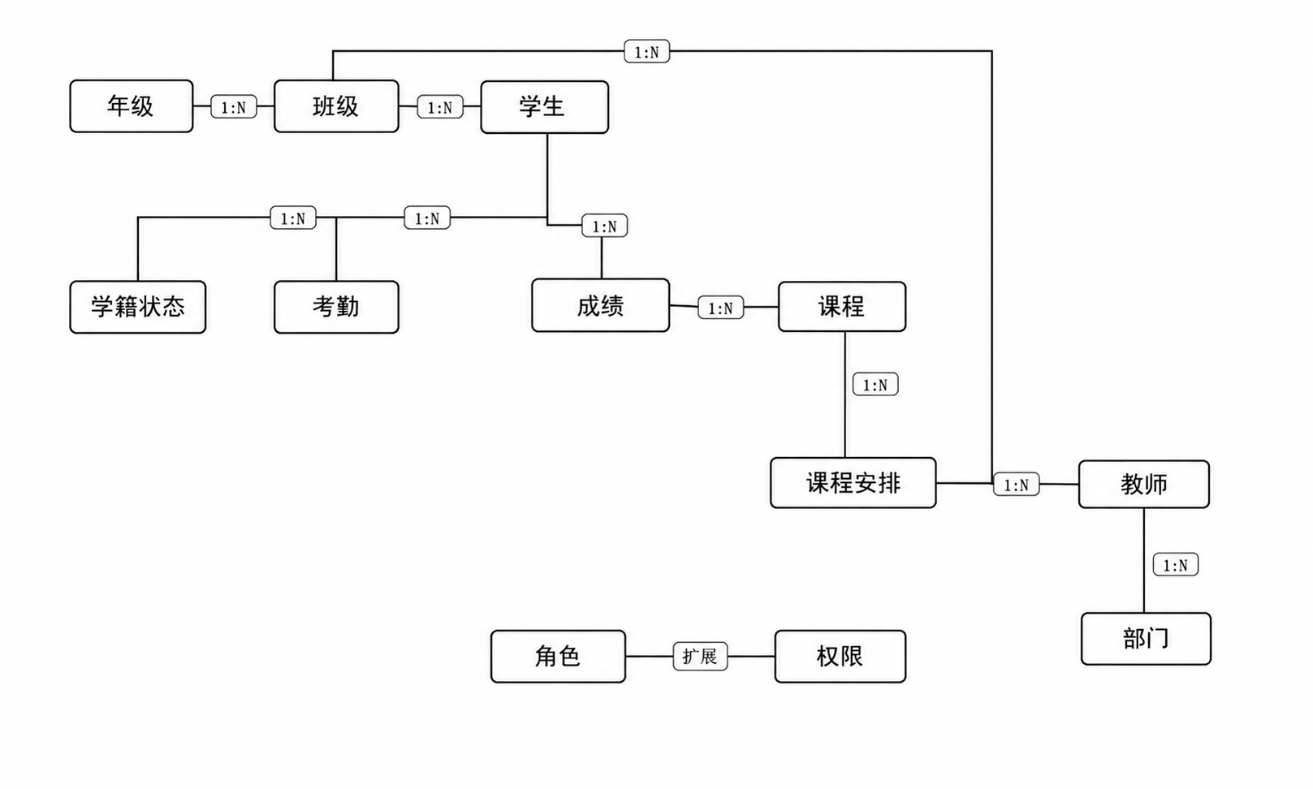 1:N
年级
1:N
班级
1:N
学生
1:N
1:N
1:N
学籍状态
考勤
成绩
1:N
课程
1:N
课程安排
1:N
教师
1:N
部门
角色
扩展
权限